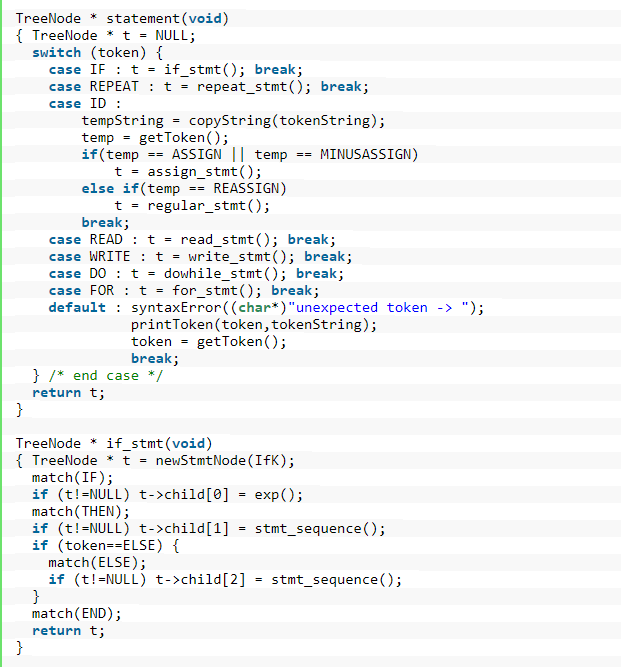 TreeNode * statement(void)
{ TreeNode * t = NULL;
  switch (token) {
    case IF : t = if_stmt(); break;
    case REPEAT : t = repeat_stmt(); break;
    case ID :
        tempString = copyString(tokenString);
        temp = getToken();
        if(temp == ASSIGN || temp == MINUSASSIGN)
            t = assign_stmt();
        else if(temp == REASSIGN)
            t = regular_stmt();
        break;
    case READ : t = read_stmt(); break;
    case WRITE : t = write_stmt(); break;
    case DO : t = dowhile_stmt(); break;
    case FOR : t = for_stmt(); break;
    default : syntaxError((char*)"unexpected token -> ");
              printToken(token,tokenString);
              token = getToken();
              break;
  } /* end case */
  return t;
}

TreeNode * if_stmt(void)
{ TreeNode * t = newStmtNode(IfK);
  match(IF);
  if (t!=NULL) t->child[0] = exp();
  match(THEN);
  if (t!=NULL) t->child[1] = stmt_sequence();
  if (token==ELSE) {
    match(ELSE);
    if (t!=NULL) t->child[2] = stmt_sequence();
  }
  match(END);
  return t;
}